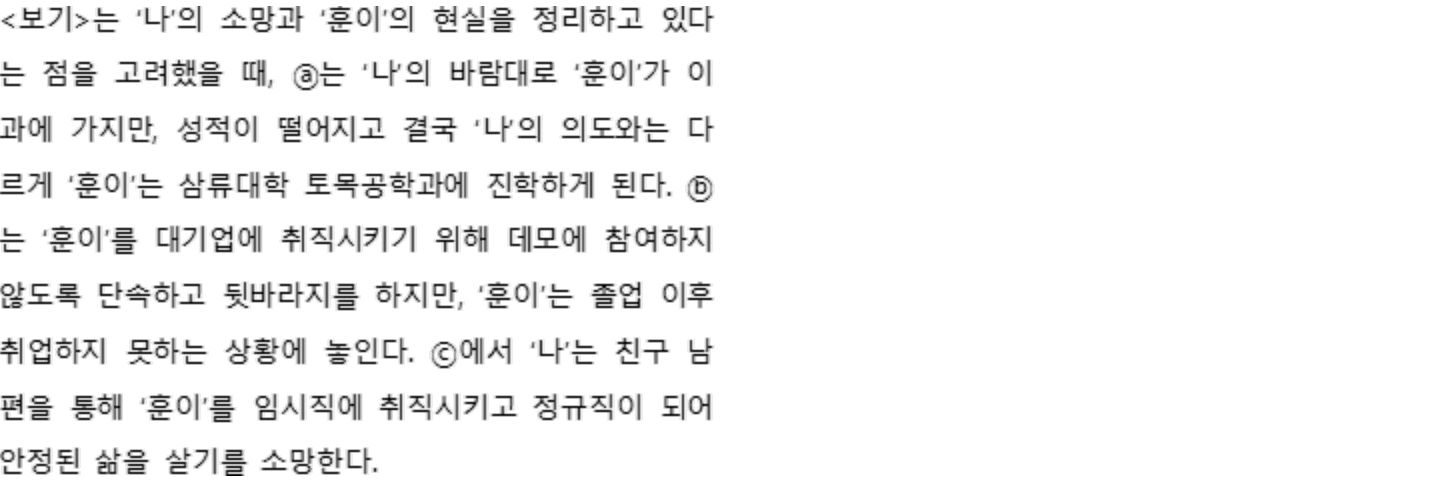 <보기>는 ‘나’의 소망과 ‘훈이’의 현실을 정리하고 있다
는 점을 고려했을 때, ⓐ는 ‘나’의 바람대로 ‘훈이’가 이
과에 가지만, 성적이 떨어지고 결국 ‘나’의 의도와는 다
르게 ‘훈이’는 삼류대학 토목공학과에 진학하게 된다. ⓑ
는 ‘훈이’를 대기업에 취직시키기 위해 데모에 참여하지
않도록 단속하고 뒷바라지를 하지만, ‘훈이’는 졸업 이후
취업하지 못하는 상황에 놓인다. ⓒ에서 ‘나’는 친구 남
편을 통해 ‘훈이’를 임시직에 취직시키고 정규직이 되어
안정된 삶을 살기를 소망한다.